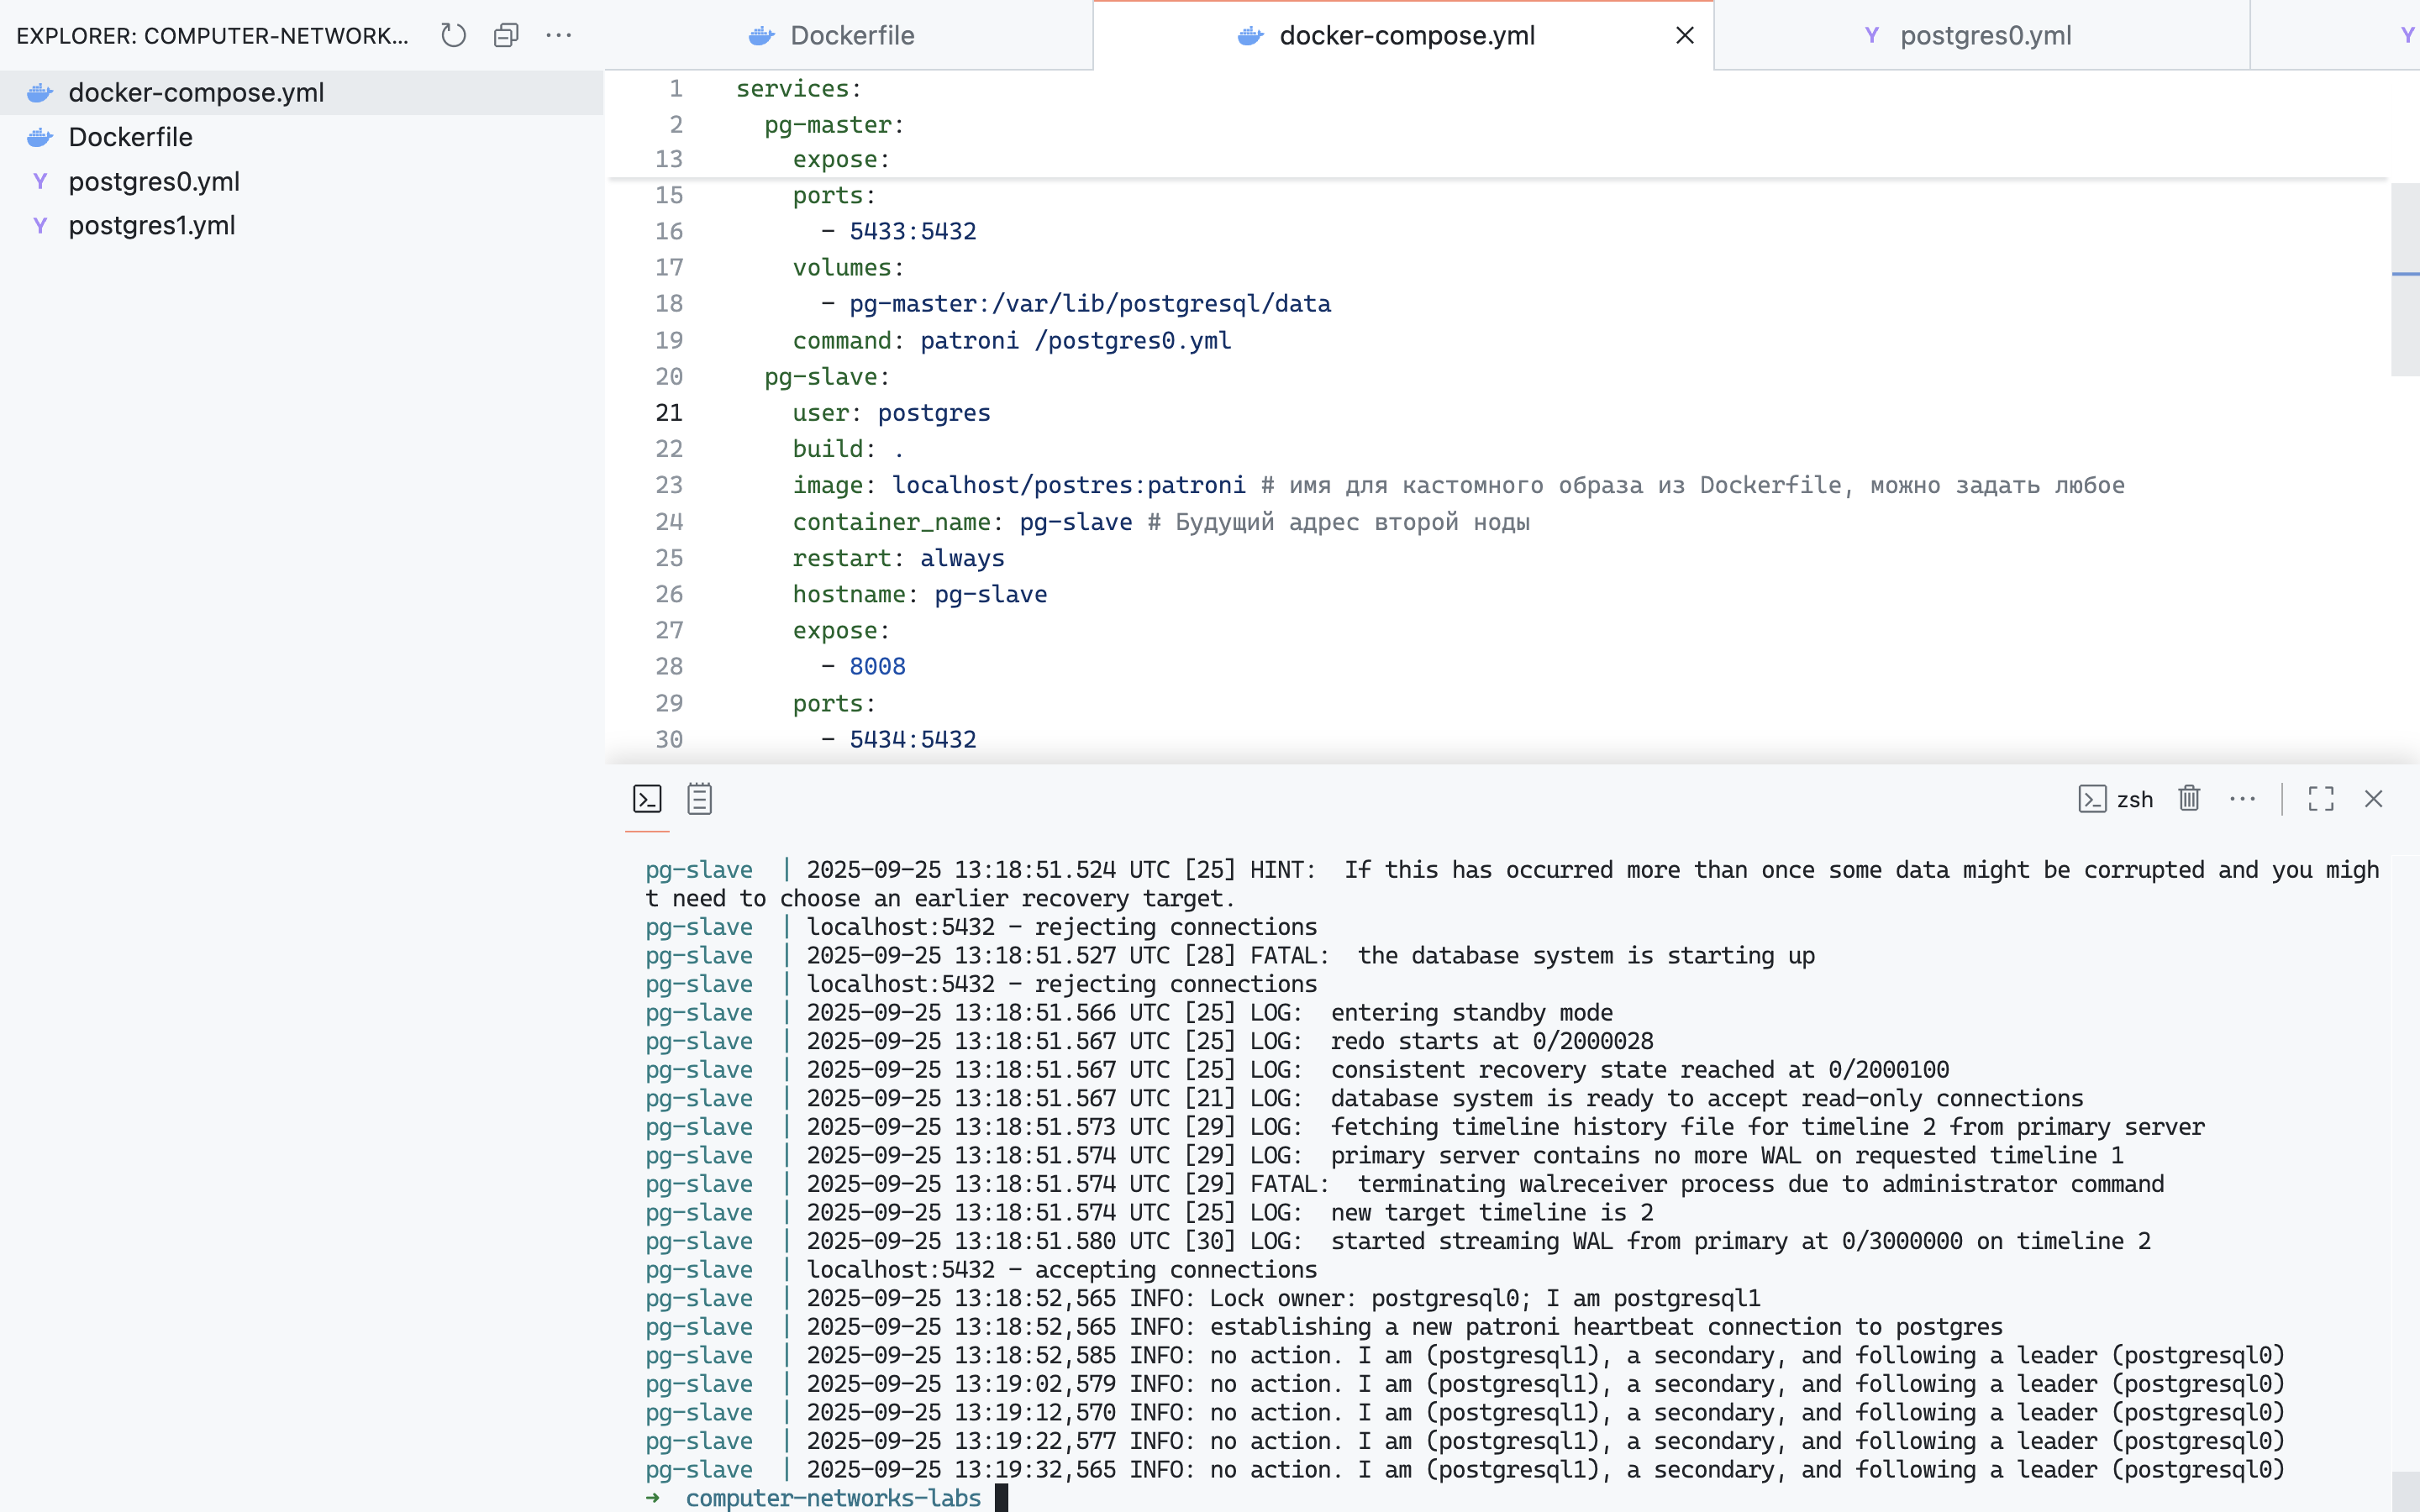 EXPLORER: COMPUTER-NETWORK...
docker-compose.yml
Dockerfile
postgres0.yml
postgres1.yml
Dockerfile
docker-compose.yml
postgres0.yml
1 services:
2 pg-master:
13 expose:
15 ports:
16 - 5433:5432
17 volumes:
18 - pg-master:/var/lib/postgresql/data
19 command: patroni /postgres0.yml
20 pg-slave:
21 user: postgres
22 build: .
23 image: localhost/postres:patroni # имя для кастомного образа из Dockerfile, можно задать любое
24 container_name: pg-slave # Будущий адрес второй ноды
25 restart: always
26 hostname: pg-slave
27 expose:
28 - 8008
29 ports:
30 - 5434:5432
zsh
pg-slave | 2025-09-25 13:18:51.524 UTC [25] HINT: If this has occurred more than once some data might be corrupted and you migh
t need to choose an earlier recovery target.
pg-slave | localhost:5432 - rejecting connections
pg-slave | 2025-09-25 13:18:51.527 UTC [28] FATAL: the database system is starting up
pg-slave | localhost:5432 - rejecting connections
pg-slave | 2025-09-25 13:18:51.566 UTC [25] LOG: entering standby mode
pg-slave | 2025-09-25 13:18:51.567 UTC [25] LOG: redo starts at 0/2000028
pg-slave | 2025-09-25 13:18:51.567 UTC [25] LOG: consistent recovery state reached at 0/2000100
pg-slave | 2025-09-25 13:18:51.567 UTC [21] LOG: database system is ready to accept read-only connections
pg-slave | 2025-09-25 13:18:51.573 UTC [29] LOG: fetching timeline history file for timeline 2 from primary server
pg-slave | 2025-09-25 13:18:51.574 UTC [29] LOG: primary server contains no more WAL on requested timeline 1
pg-slave | 2025-09-25 13:18:51.574 UTC [29] FATAL: terminating walreceiver process due to administrator command
pg-slave | 2025-09-25 13:18:51.574 UTC [25] LOG: new target timeline is 2
pg-slave | 2025-09-25 13:18:51.580 UTC [30] LOG: started streaming WAL from primary at 0/3000000 on timeline 2
pg-slave | localhost:5432 - accepting connections
pg-slave | 2025-09-25 13:18:52,565 INFO: Lock owner: postgresql0; I am postgresql1
pg-slave | 2025-09-25 13:18:52,565 INFO: establishing a new patroni heartbeat connection to postgres
pg-slave | 2025-09-25 13:18:52,585 INFO: no action. I am (postgresql1), a secondary, and following a leader (postgresql0)
pg-slave | 2025-09-25 13:19:02,579 INFO: no action. I am (postgresql1), a secondary, and following a leader (postgresql0)
pg-slave | 2025-09-25 13:19:12,570 INFO: no action. I am (postgresql1), a secondary, and following a leader (postgresql0)
pg-slave | 2025-09-25 13:19:22,577 INFO: no action. I am (postgresql1), a secondary, and following a leader (postgresql0)
pg-slave | 2025-09-25 13:19:32,565 INFO: no action. I am (postgresql1), a secondary, and following a leader (postgresql0)
→ computer-networks-labs